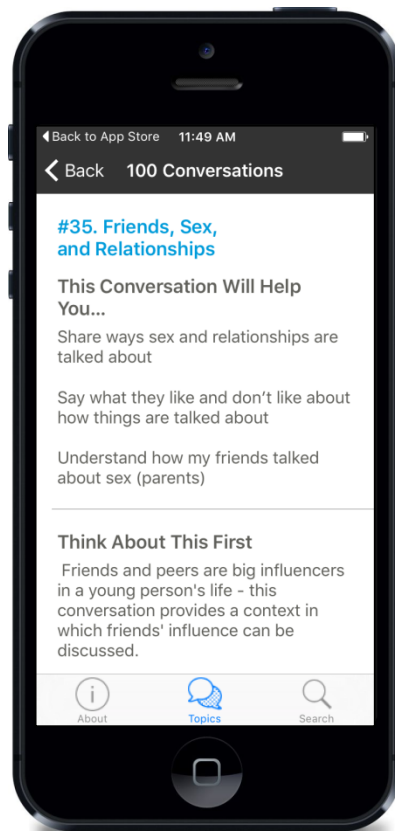 Back to App Store 11:49 AM
Back 100 Conversations
#35. Friends, Sex,
and Relationships
This Conversation Will Help
You...
Share ways sex and relationships are
talked about
Say what they like and don’t like about
how things are talked about
Understand how my friends talked
about sex (parents)
Think About This First
Friends and peers are big influencers
in a young person's life - this
conversation provides a context in
which friends' influence can be
discussed.
About Topics Search